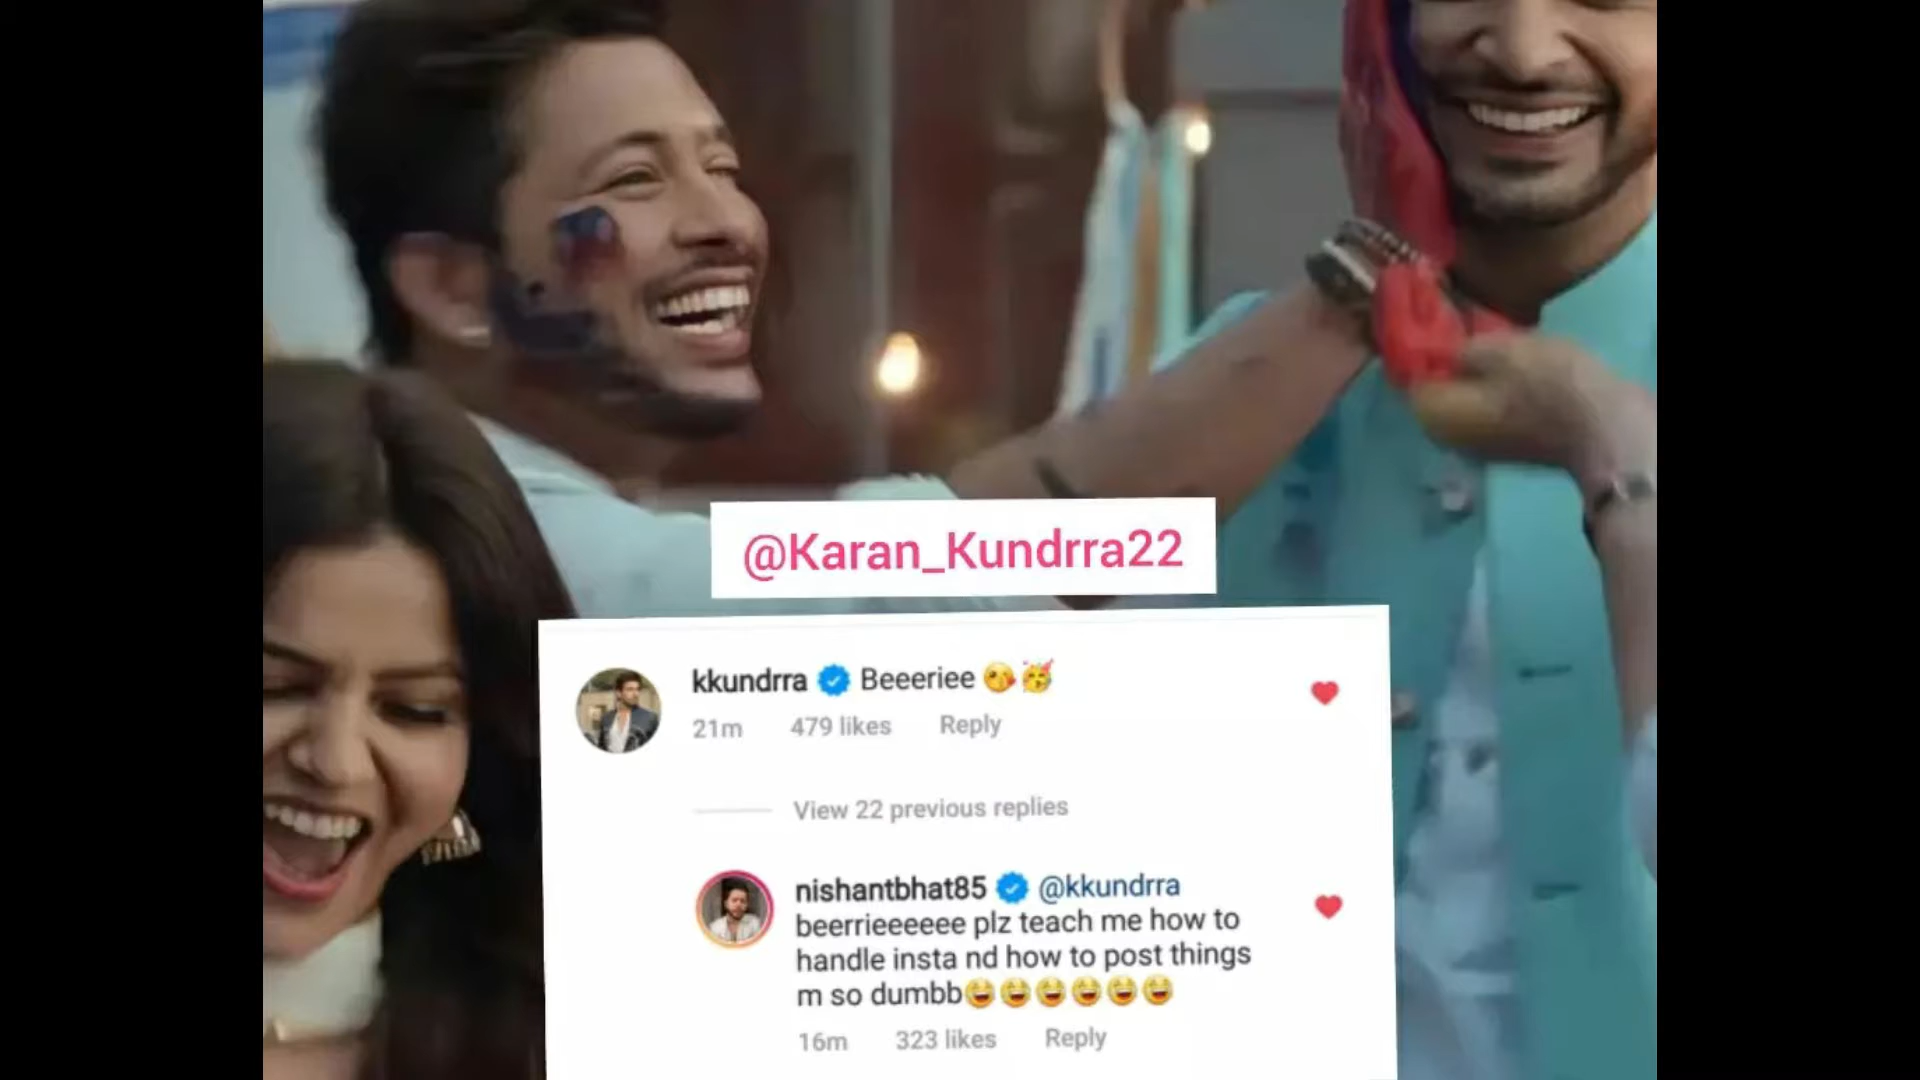 @Karan_Kundrra22
kkundrra Beeeriee 😘🥳
21m 479 likes Reply
View 22 previous replies
nishantbhat85 @kkundrra
beerrieeeeee plz teach me how to
handle insta nd how to post things
m so dumbb😂😂😂😂😂😂
16m 323 likes Reply